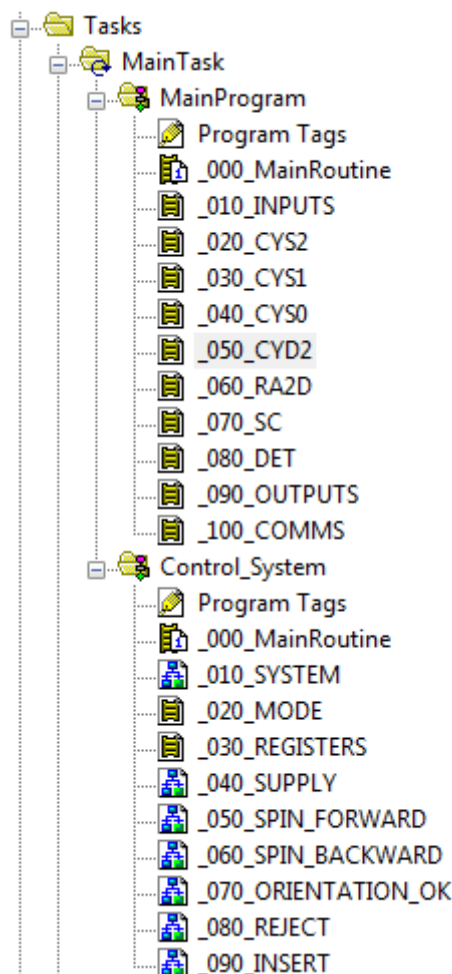 Tasks
MainTask
MainProgram
Program Tags
_000_MainRoutine
_010_INPUTS
_020_CYS2
_030_CYS1
_040_CYS0
_050_CYD2
_060_RA2D
_070_SC
_080_DET
_090_OUTPUTS
_100_COMMS
Control_System
Program Tags
_000_MainRoutine
_010_SYSTEM
_020_MODE
_030_REGISTERS
_040_SUPPLY
_050_SPIN_FORWARD
_060_SPIN_BACKWARD
_070_ORIENTATION_OK
_080_REJECT
_090_INSERT